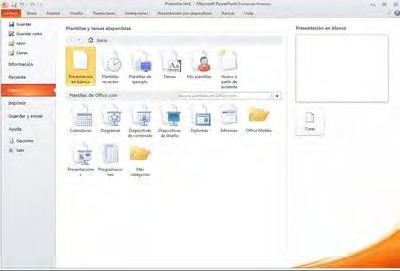 Presentación1 - Microsoft PowerPoint
Inicio Insertar Diseño Transiciones Animaciones Presentación con diapositivas Revisar Vista
Guardar
Guardar como
Abrir
Cerrar
Información
Reciente
Imprimir
Guardar y enviar
Ayuda
Opciones
Salir
Plantillas y temas disponibles
Inicio
Presentación en blanco
Plantillas recientes
Plantillas de ejemplo
Temas
Mis plantillas
Nuevo a partir de existente
Plantillas de Office.com
Buscar plantillas en Office.com
Calendarios
Diagramas
Diapositivas de contenido
Diapositivas de diseño
Diplomas
Informes
Office Mobile
Presentaciones
Programaciones
Más categorías
Presentación en blanco
Crear